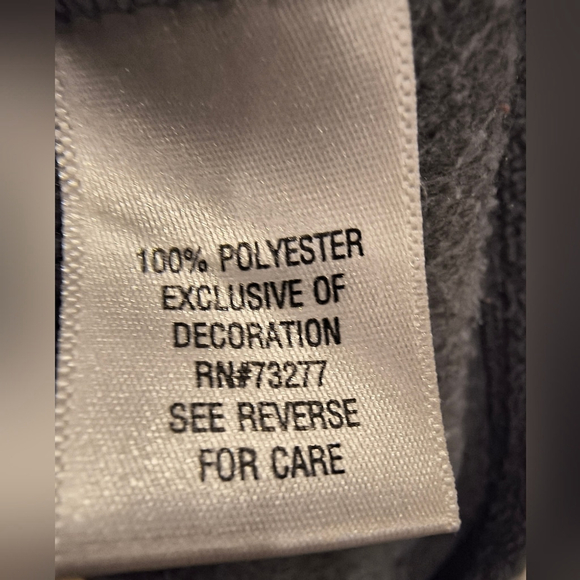 100% POLYESTER
EXCLUSIVE OF
DECORATION
RN#73277
SEE REVERSE
FOR CARE